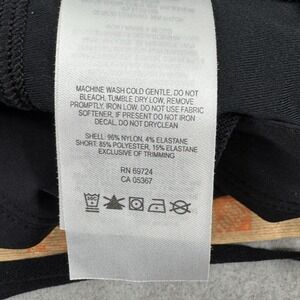 MACHINE WASH COLD GENTLE, DO NOT
BLEACH, TUMBLE DRY LOW, REMOVE
PROMPTLY, IRON LOW, DO NOT USE FABRIC
SOFTENER, IF PRESENT DO NOT IRON
DECAL, DO NOT DRYCLEAN
SHELL: 96% NYLON, 4% ELASTANE
SHORT: 85% POLYESTER, 15% ELASTANE
EXCLUSIVE OF TRIMMING
RN 69724
CA 05367